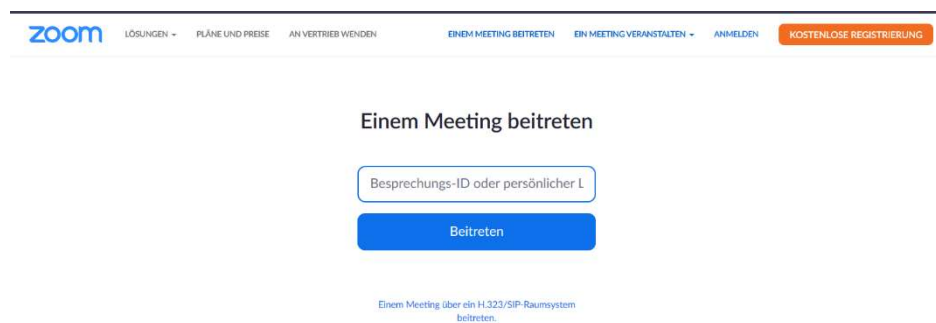 zoom LÖSUNGEN PLÄNE UND PREISE AN VERTRIEB WENDEN EINEM MEETING BEITRETEN EIN MEETING VERANSTALTEN ANMELDEN KOSTENLOSE REGISTRIERUNG
Einem Meeting beitreten
Besprechungs-ID oder persönlicher L
Beitreten
Einem Meeting über ein H.323/SIP-Raumsystem
beitreten.